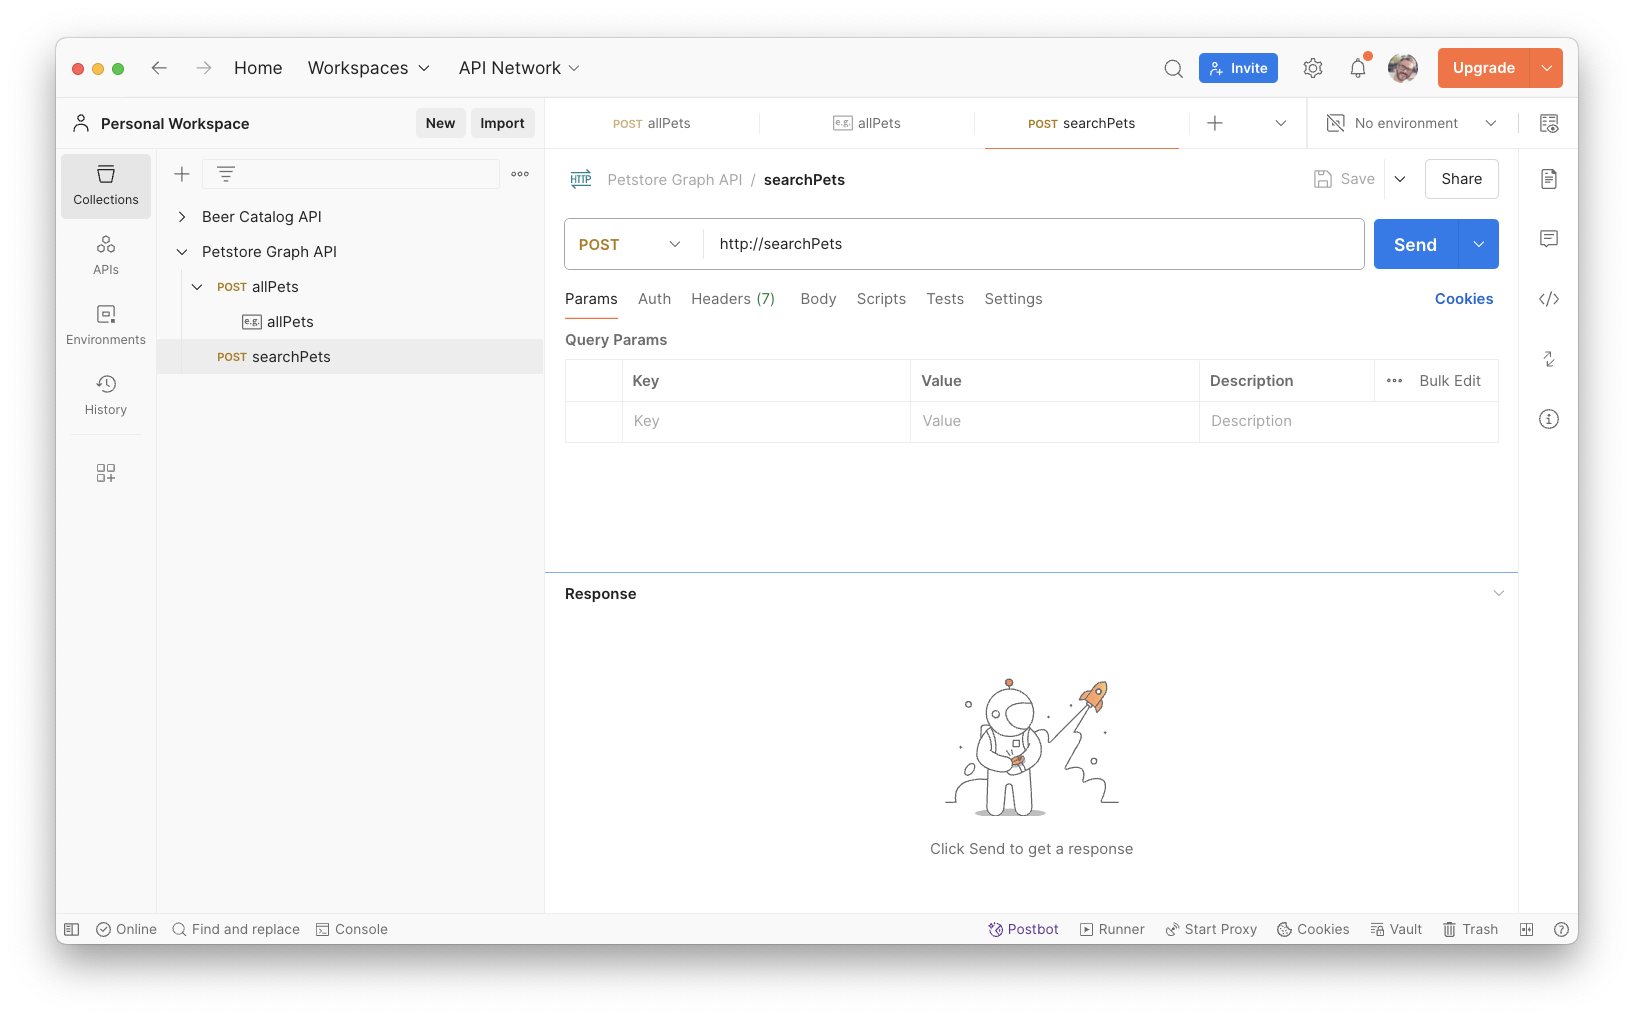 Home Workspaces API Network Invite Upgrade
Personal Workspace New Import POST allPets e.g. allPets POST searchPets No environment
Collections
APIs
Environments
History
Beer Catalog API
Petstore Graph API
POST allPets
e.g. allPets
POST searchPets
HTTP Petstore Graph API / searchPets Save Share
POST http://searchPets Send
Params Auth Headers (7) Body Scripts Tests Settings Cookies
Query Params
Key Value Description Bulk Edit
Key Value Description
Response
Click Send to get a response
Online Find and replace Console Postbot Runner Start Proxy Cookies Vault Trash